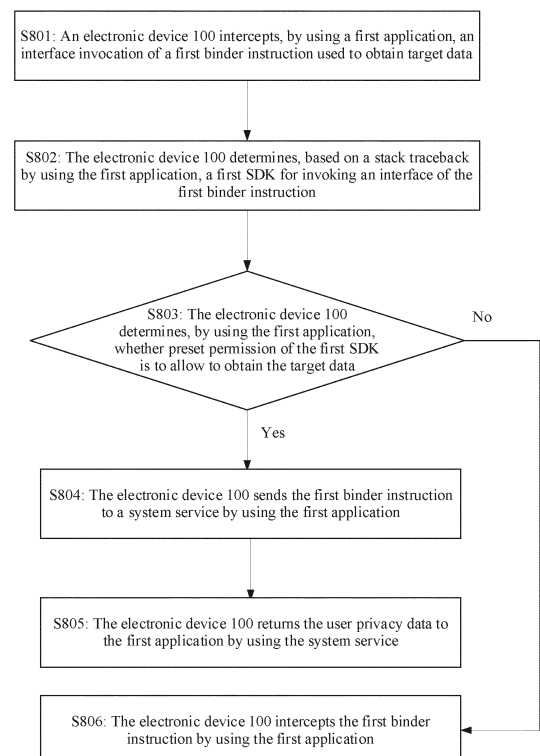 S801: An electronic device 100 intercepts, by using a first application, an
interface invocation of a first binder instruction used to obtain target data
S802: The electronic device 100 determines, based on a stack traceback
by using the first application, a first SDK for invoking an interface of the
first binder instruction
S803: The electronic device 100
determines, by using the first application,
whether preset permission of the first SDK
is to allow to obtain the target data
No
Yes
S804: The electronic device 100 sends the first binder instruction
to a system service by using the first application
S805: The electronic device 100 returns the user privacy data to
the first application by using the system service
S806: The electronic device 100 intercepts the first binder
instruction by using the first application